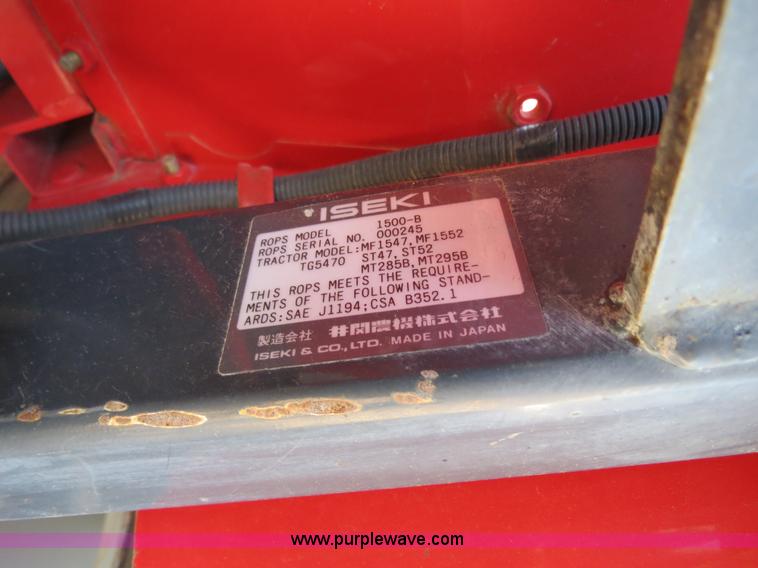 ISEKI
ROPS MODEL 1500-B
ROPS SERIAL NO. 000245
TRACTOR MODEL:MF1547,MF1552
TG5470 ST47,ST52
MT285B,MT295B
THIS ROPS MEETS THE REQUIRE-
MENTS OF THE FOLLOWING STAND-
ARDS:SAE J1194;CSA B352.1
製造会社 井関農機株式会社
ISEKI & CO.,LTD. MADE IN JAPAN
www.purplewave.com